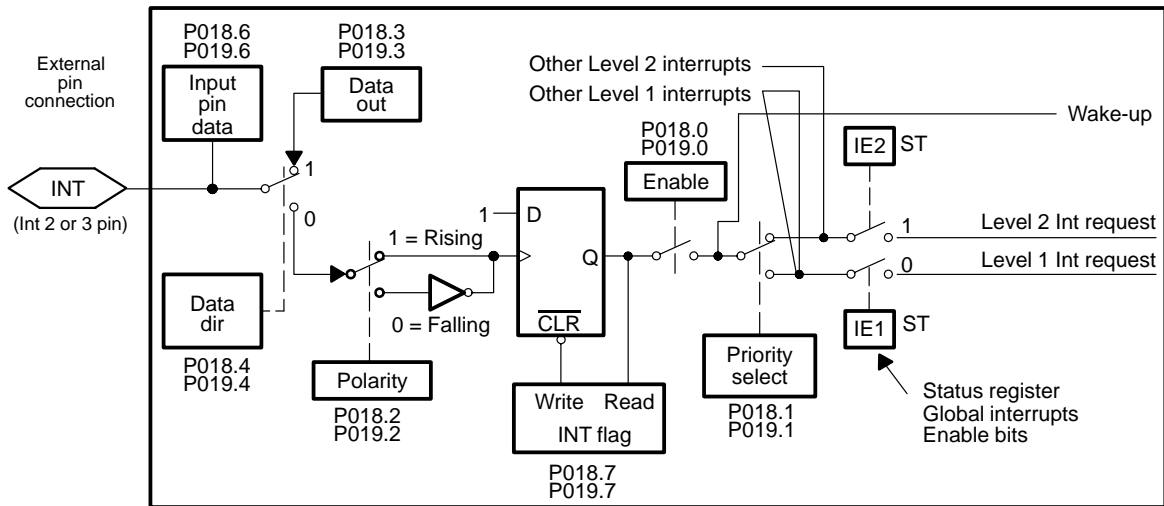 External
pin
connection
INT
(Int 2 or 3 pin)
P018.6
P019.6
Input
pin
data
P018.3
P019.3
Data
out
1
0
Data
dir
P018.4
P019.4
1 = Rising
0 = Falling
Polarity
P018.2
P019.2
1
D
Q
CLR
Write Read
INT flag
P018.7
P019.7
Other Level 2 interrupts
Other Level 1 interrupts
P018.0
P019.0
Enable
Wake-up
IE2 ST
1
Level 2 Int request
0
Level 1 Int request
IE1 ST
Priority
select
P018.1
P019.1
Status register
Global interrupts
Enable bits